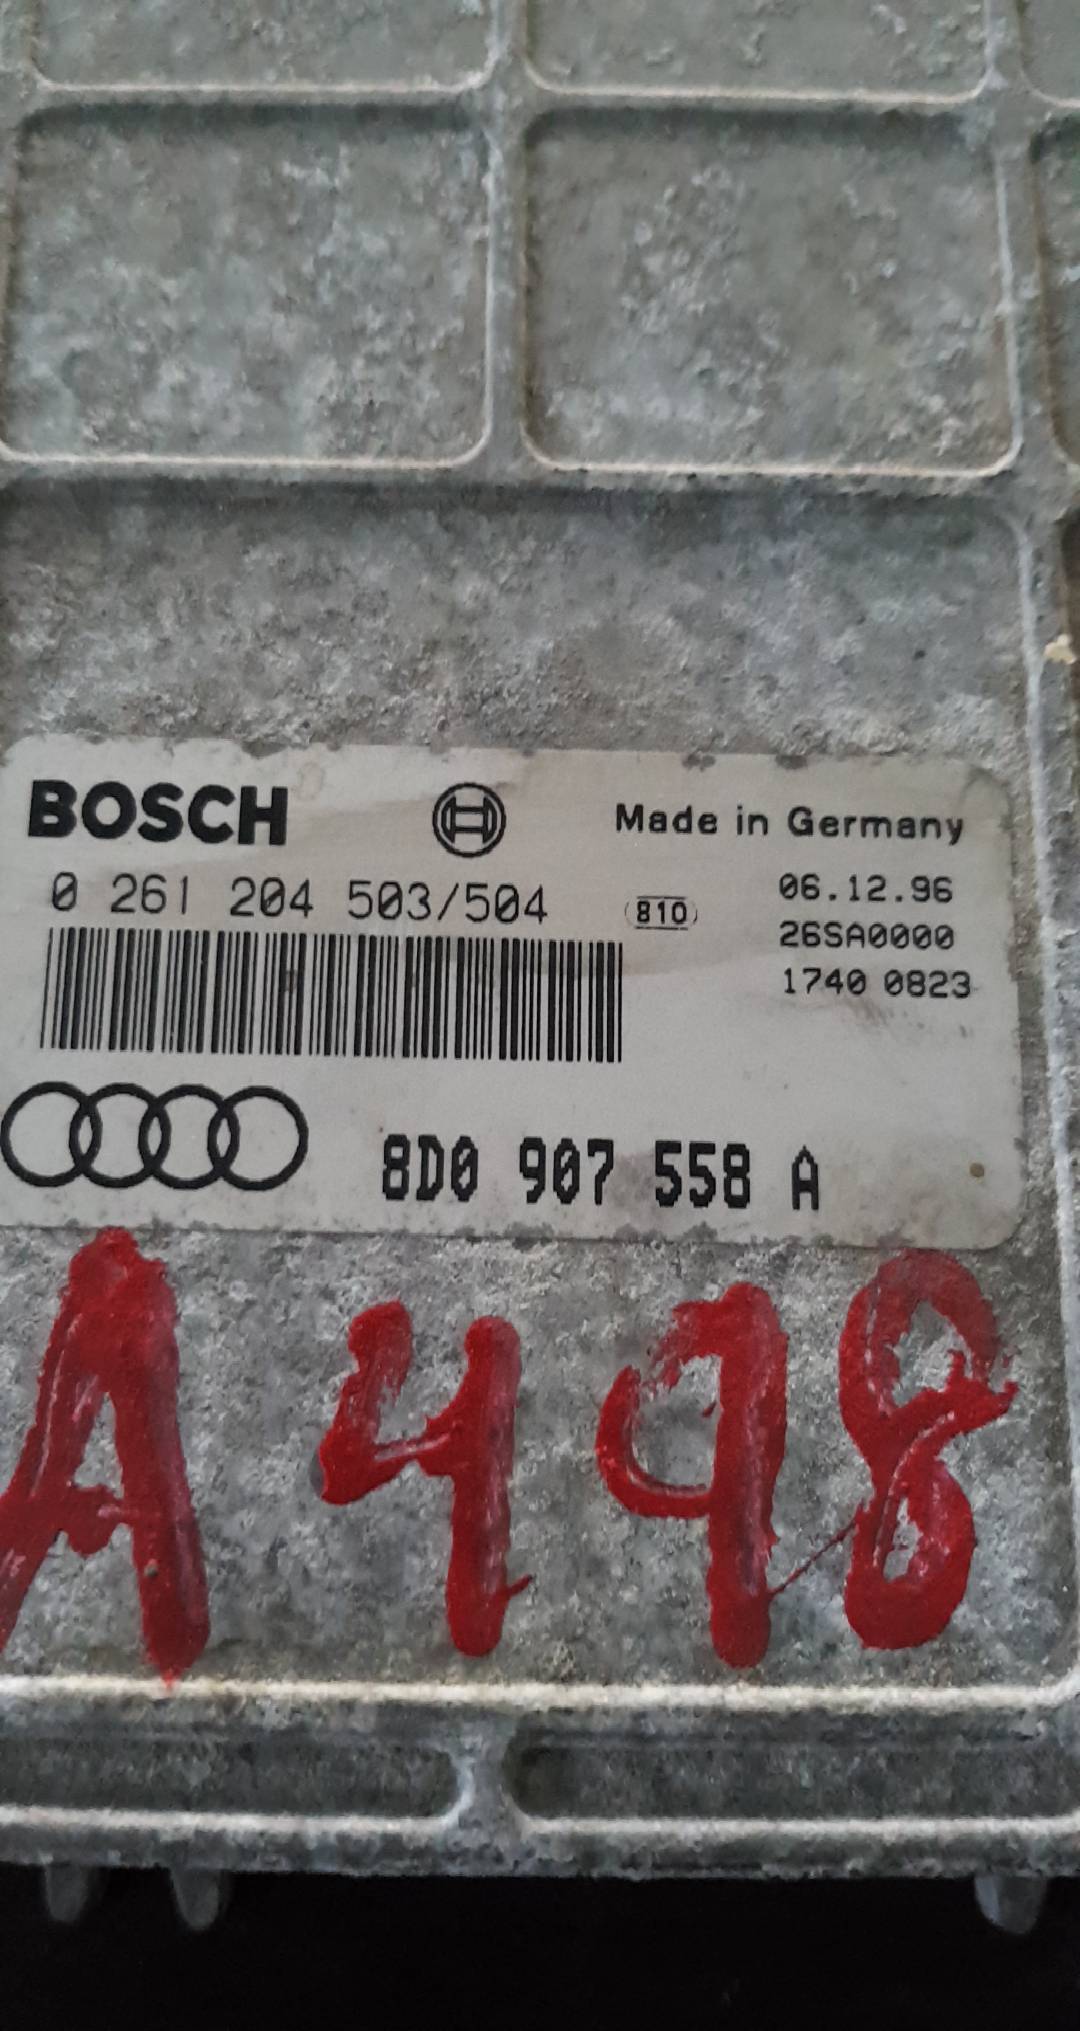 BOSCH Made in Germany
0 261 204 503/504 810 06.12.96
26SA0000
1740 0823
8D0 907 558 A
A 498